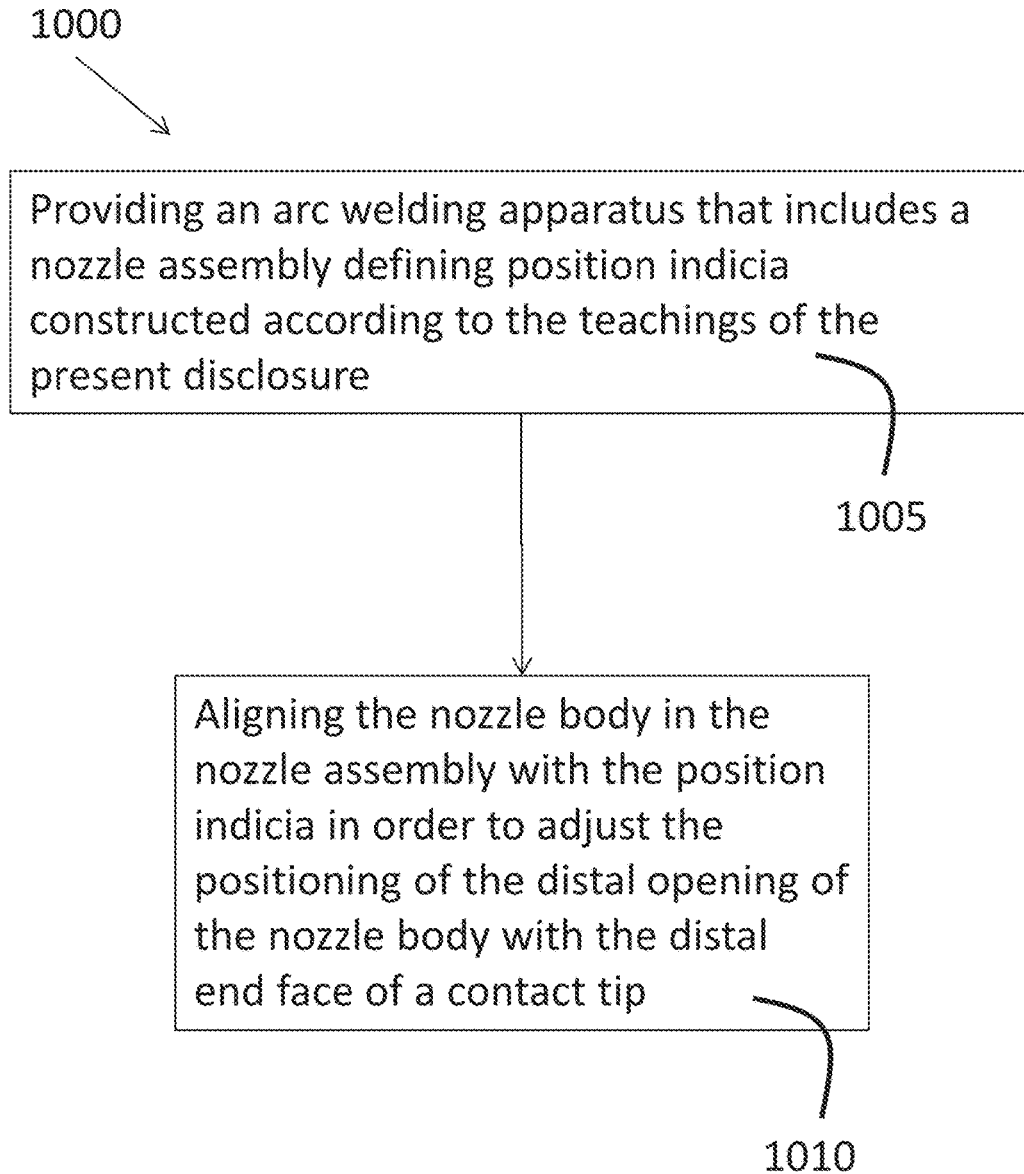 1000
Providing an arc welding apparatus that includes a
nozzle assembly defining position indicia
constructed according to the teachings of the
present disclosure
1005
Aligning the nozzle body in the
nozzle assembly with the position
indicia in order to adjust the
positioning of the distal opening of
the nozzle body with the distal
end face of a contact tip
1010